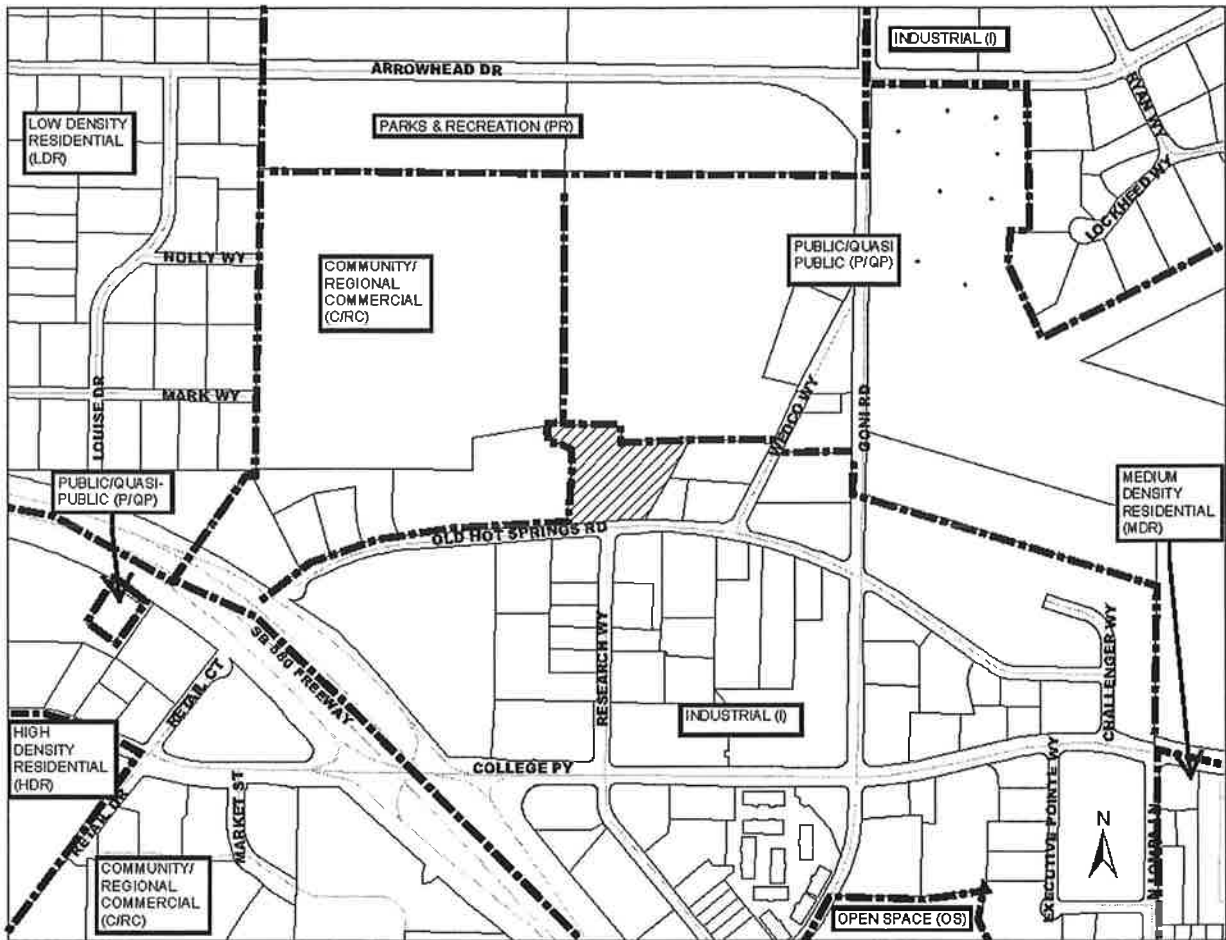 INDUSTRIAL (I)
ARROWHEAD DR
RYAN WY
LOW DENSITY
RESIDENTIAL
(LDR)
PARKS & RECREATION (PR)
LOCKHEED WY
HOLLY WY
COMMUNITY/
REGIONAL
COMMERCIAL
(C/RC)
PUBLIC/QUASI
PUBLIC (P/QP)
MARK WY
LOUISE DR
WEDCO WY
GONI RD
PUBLIC/QUASI-
PUBLIC (P/QP)
MEDIUM
DENSITY
RESIDENTIAL
(MDR)
OLD HOT SPRINGS RD
SB 580 FREEWAY
RESEARCH WY
CHALLENGER WY
RETAIL CT
INDUSTRIAL (I)
HIGH
DENSITY
RESIDENTIAL
(HDR)
COLLEGE PY
RETAIL DR
MARKET ST
EXECUTIVE POINTE WY
N LOMPA LN
N
COMMUNITY/
REGIONAL
COMMERCIAL
(C/RC)
OPEN SPACE (OS)